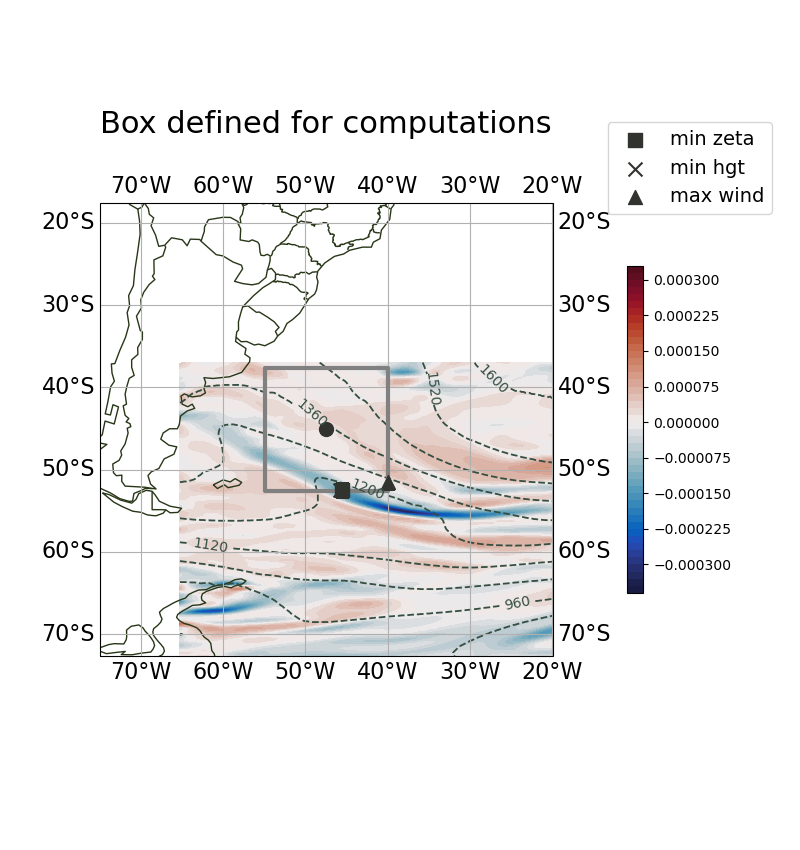 Box defined for computations
min zeta
min hgt
max wind
70°W 60°W 50°W 40°W 30°W 20°W
20°S 20°S
30°S 30°S
40°S 40°S
50°S 50°S
60°S 60°S
70°S 70°S
1600
1520
1360
1200
1120
960
70°W 60°W 50°W 40°W 30°W 20°W
0.000300
0.000225
0.000150
0.000075
0.000000
−0.000075
−0.000150
−0.000225
−0.000300